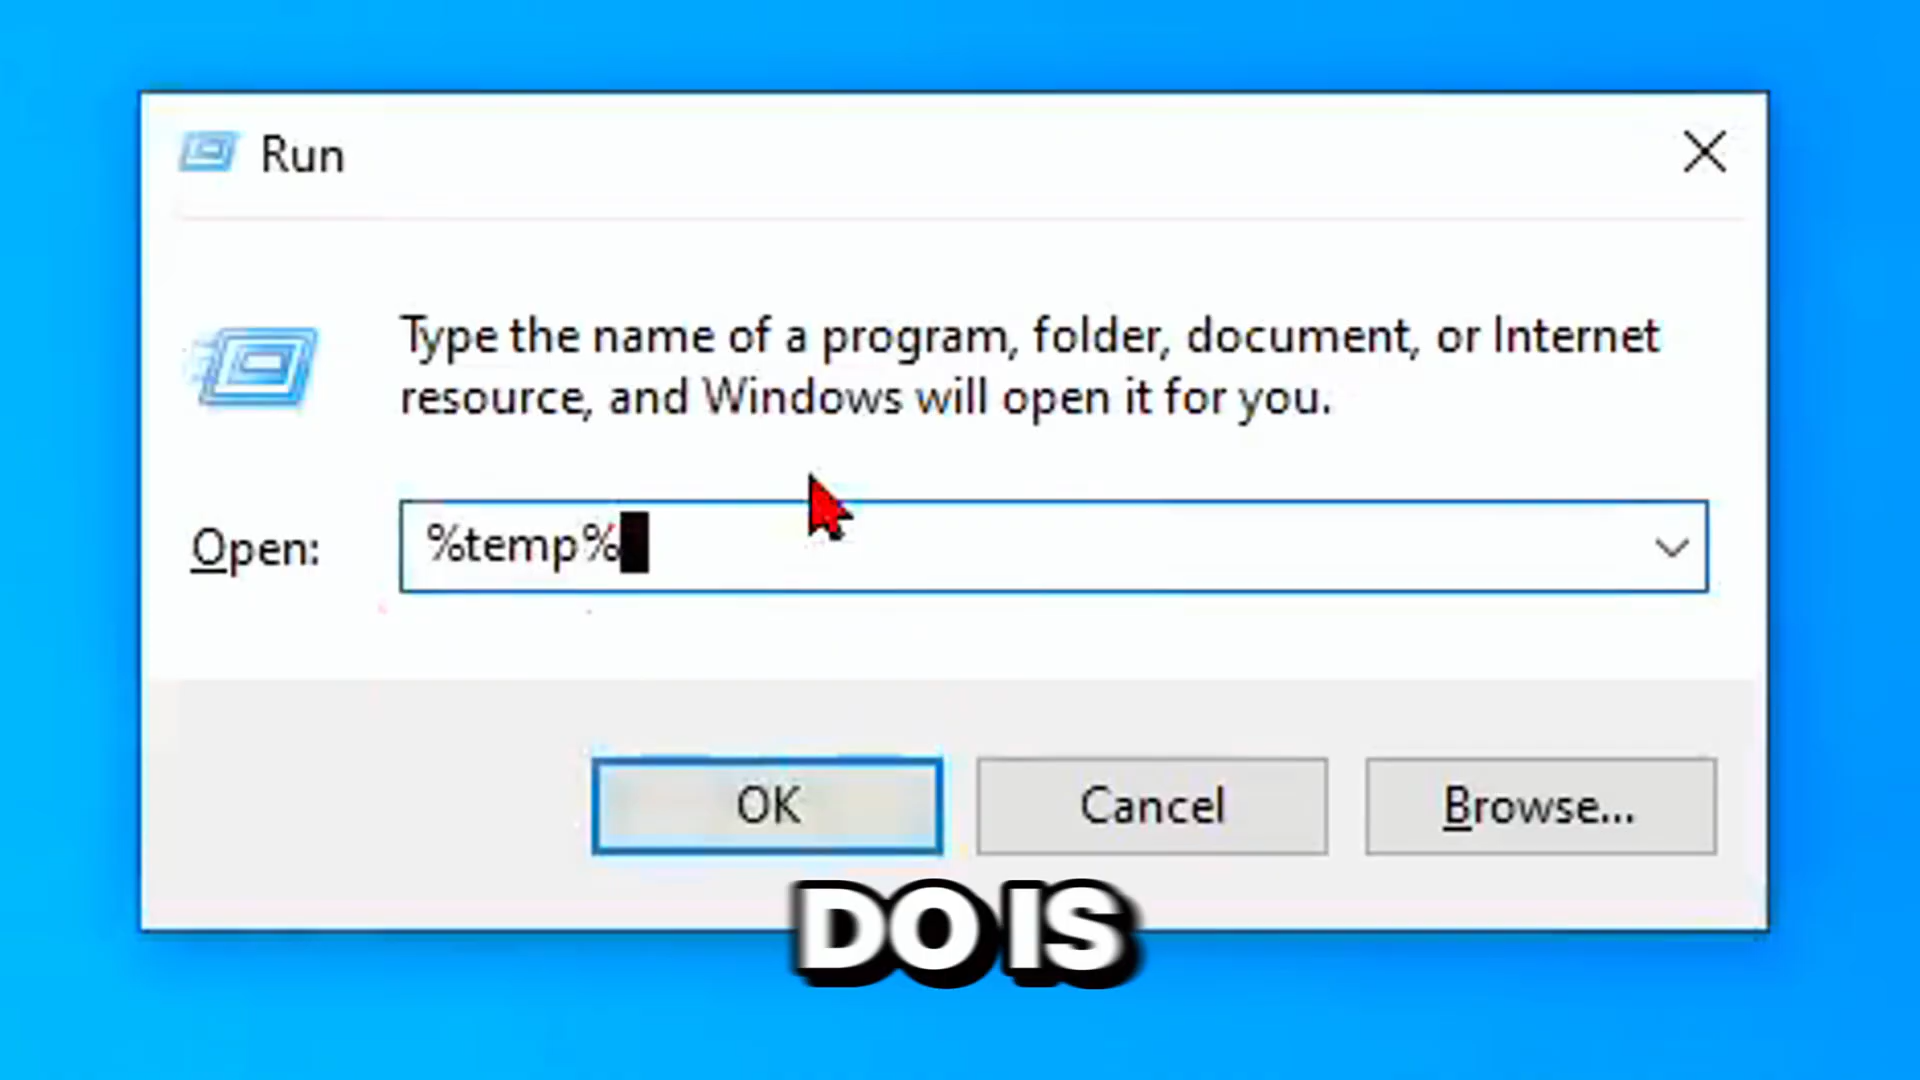 Run
Type the name of a program, folder, document, or Internet
resource, and Windows will open it for you.
Open:
%temp%
OK
Cancel
Browse...
DO IS